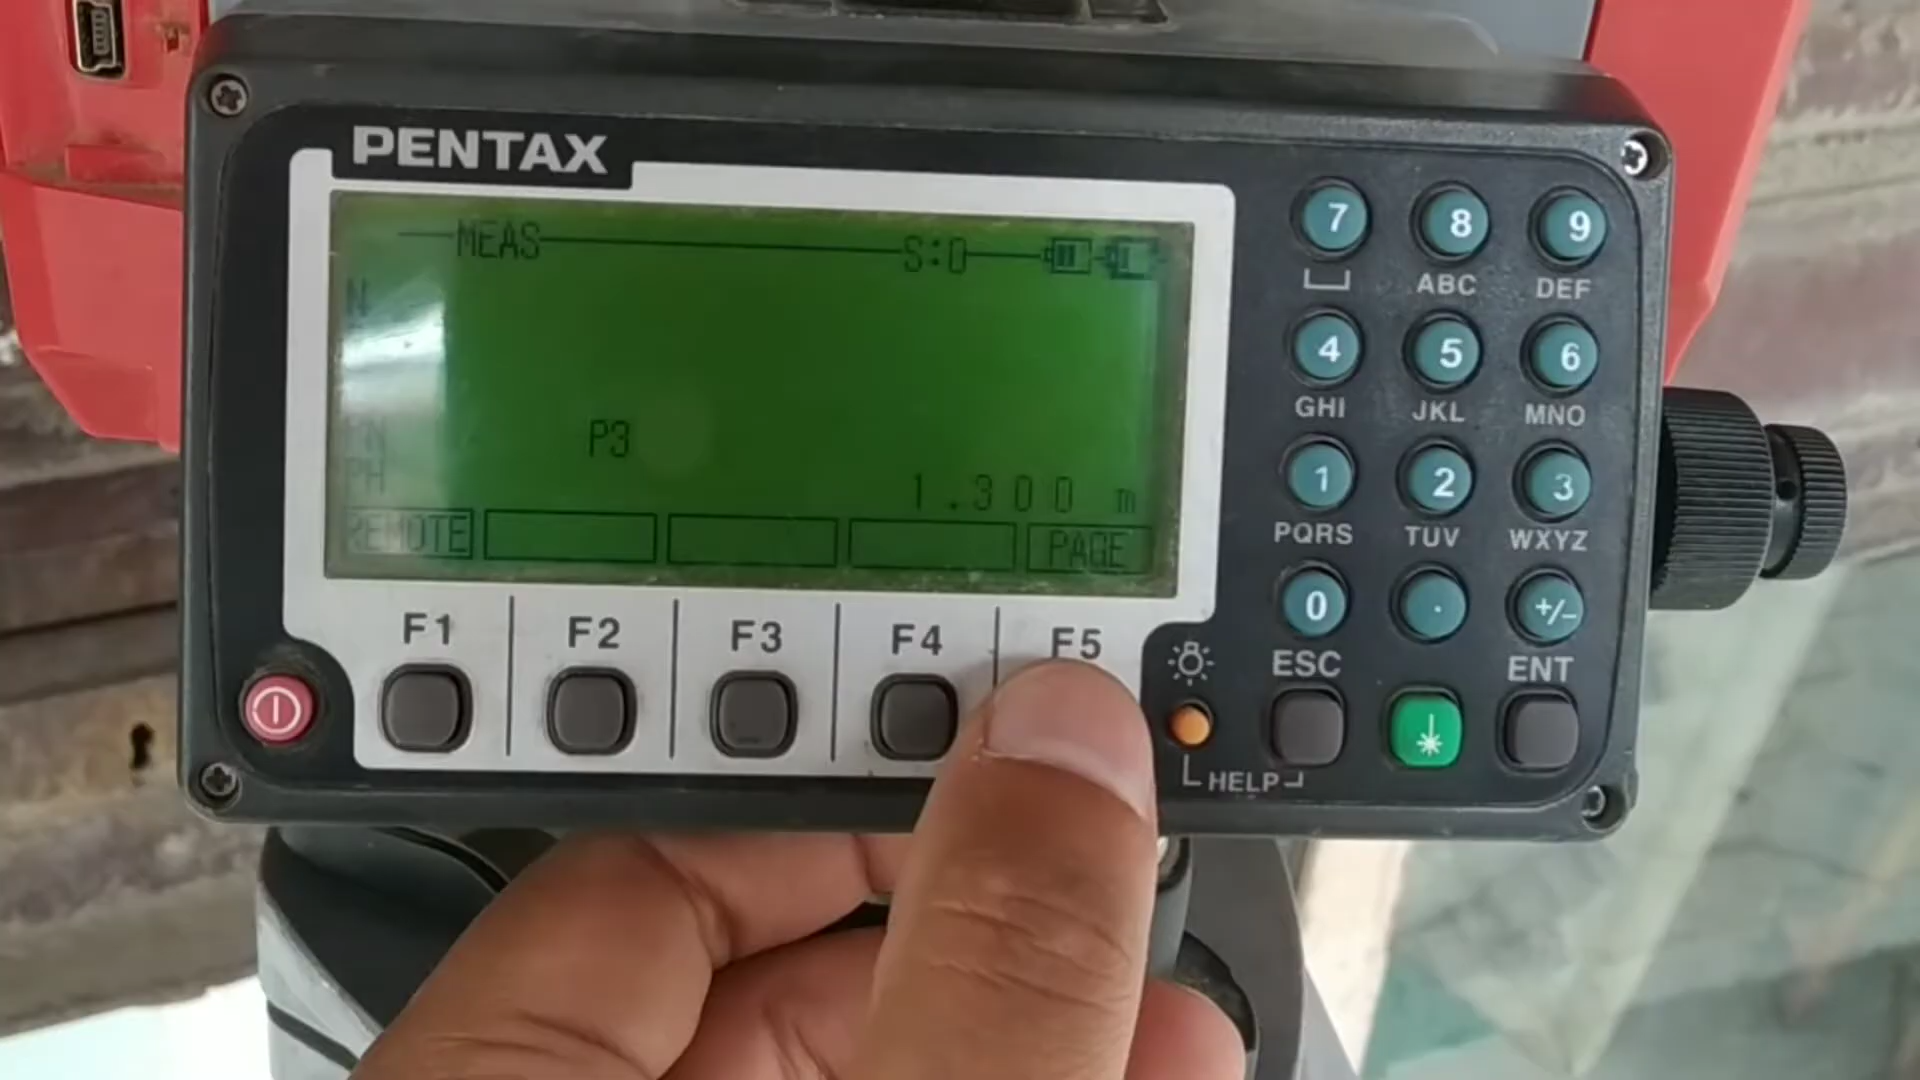 PENTAX
MEAS S:0
N
PN P3
PH 1.300 m
REMOTE PAGE
F1 F2 F3 F4 F5
7 8 9
ABC DEF
4 5 6
GHI JKL MNO
1 2 3
PQRS TUV WXYZ
0 . +/-
ESC ENT
HELP